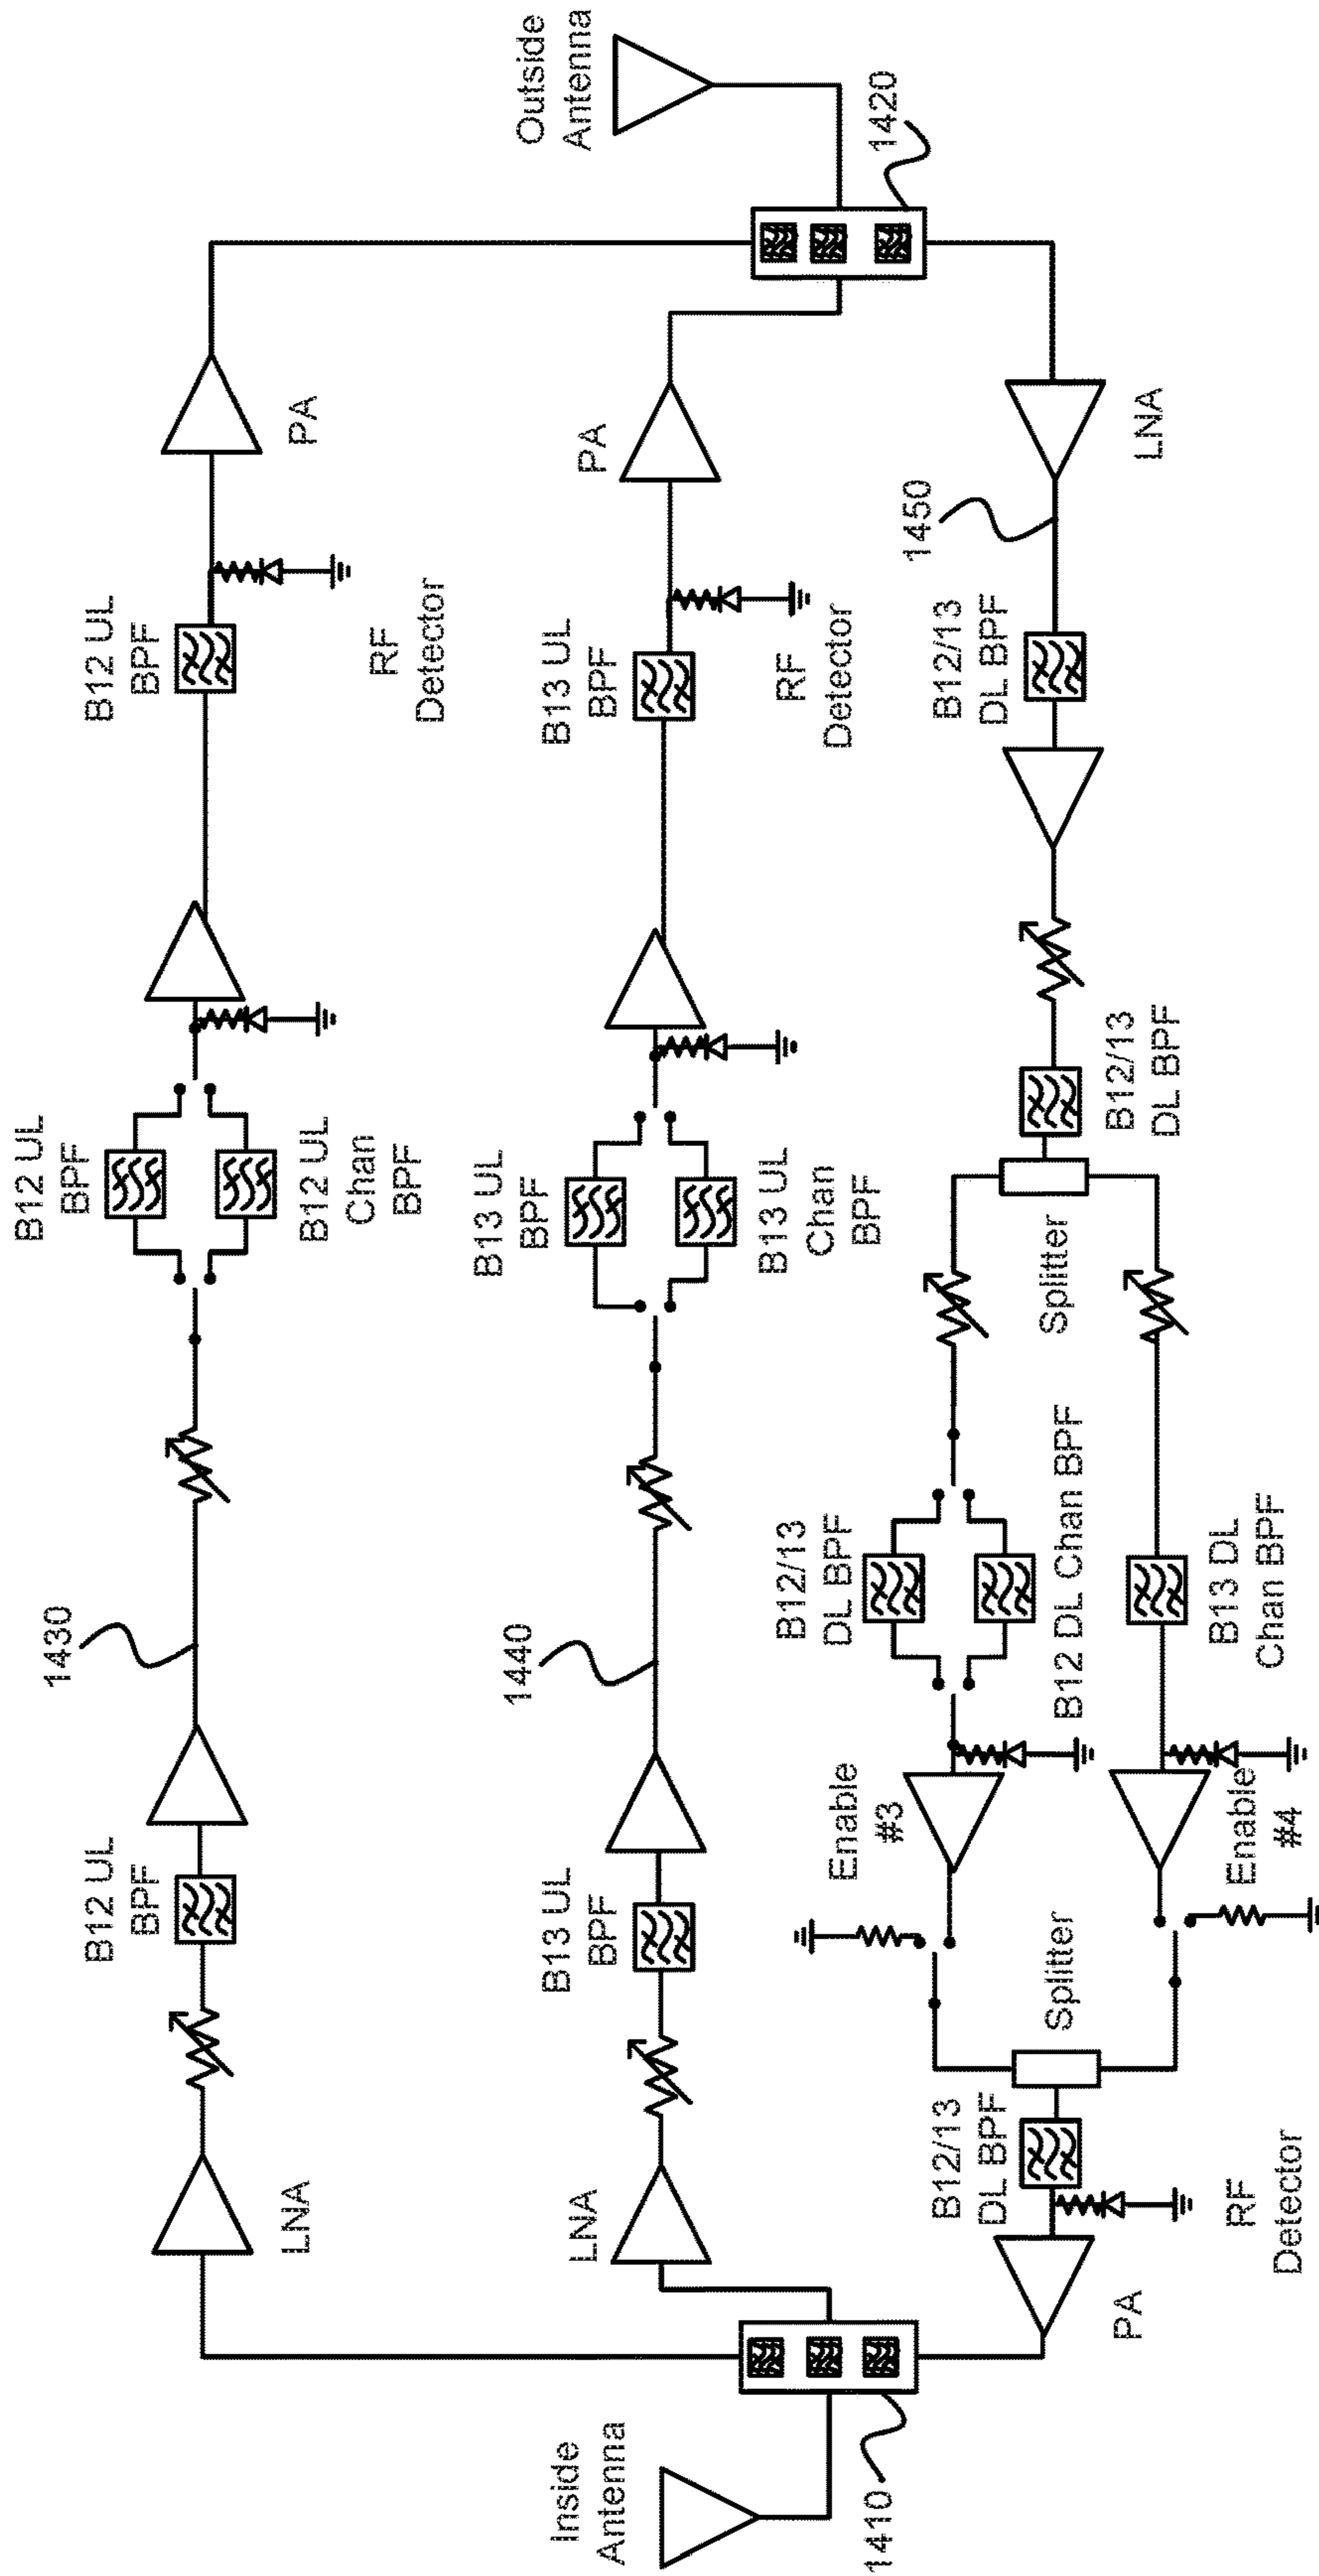 Inside
Antenna
1410
LNA
B12 UL
BPF
1430
B12 UL
BPF
B12 UL
Chan
BPF
B12 UL
BPF
RF
Detector
PA
LNA
B13 UL
BPF
1440
B13 UL
BPF
B13 UL
Chan
BPF
B13 UL
BPF
RF
Detector
PA
Outside
Antenna
1420
PA
RF
Detector
B12/13
DL BPF
Splitter
Enable
#3
Enable
#4
B12/13
DL BPF
B12 DL Chan BPF
B13 DL
Chan BPF
Splitter
B12/13
DL BPF
B12/13
DL BPF
1450
LNA